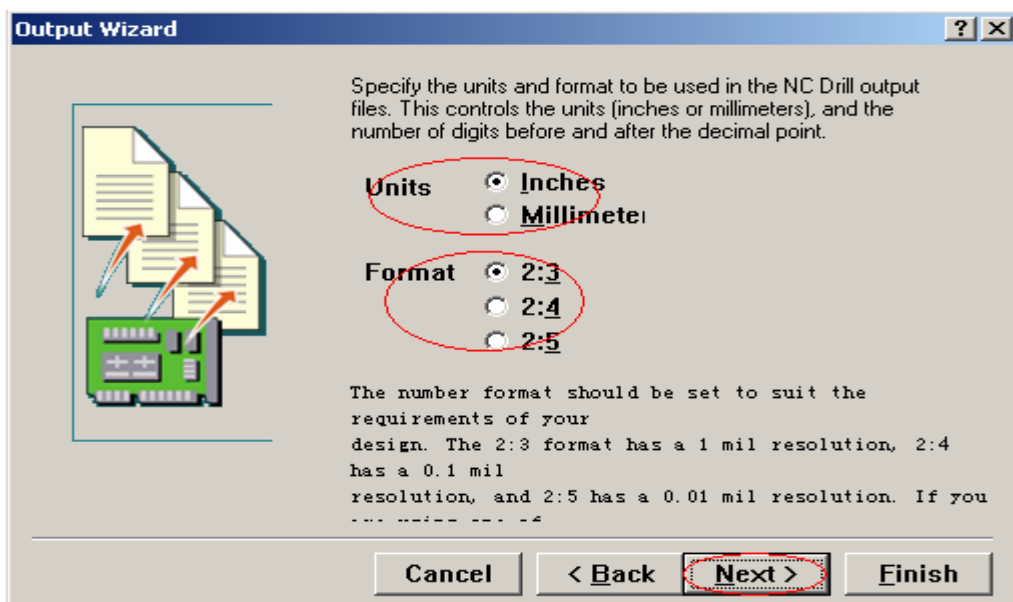 Output Wizard
Specify the units and format to be used in the NC Drill output
files. This controls the units (inches or millimeters), and the
number of digits before and after the decimal point.
Units
Inches
Millimete
Format
2:3
2:4
2:5
The number format should be set to suit the
requirements of your
design. The 2:3 format has a 1 mil resolution, 2:4
has a 0.1 mil
resolution, and 2:5 has a 0.01 mil resolution. If you
Cancel
< Back
Next >
Finish